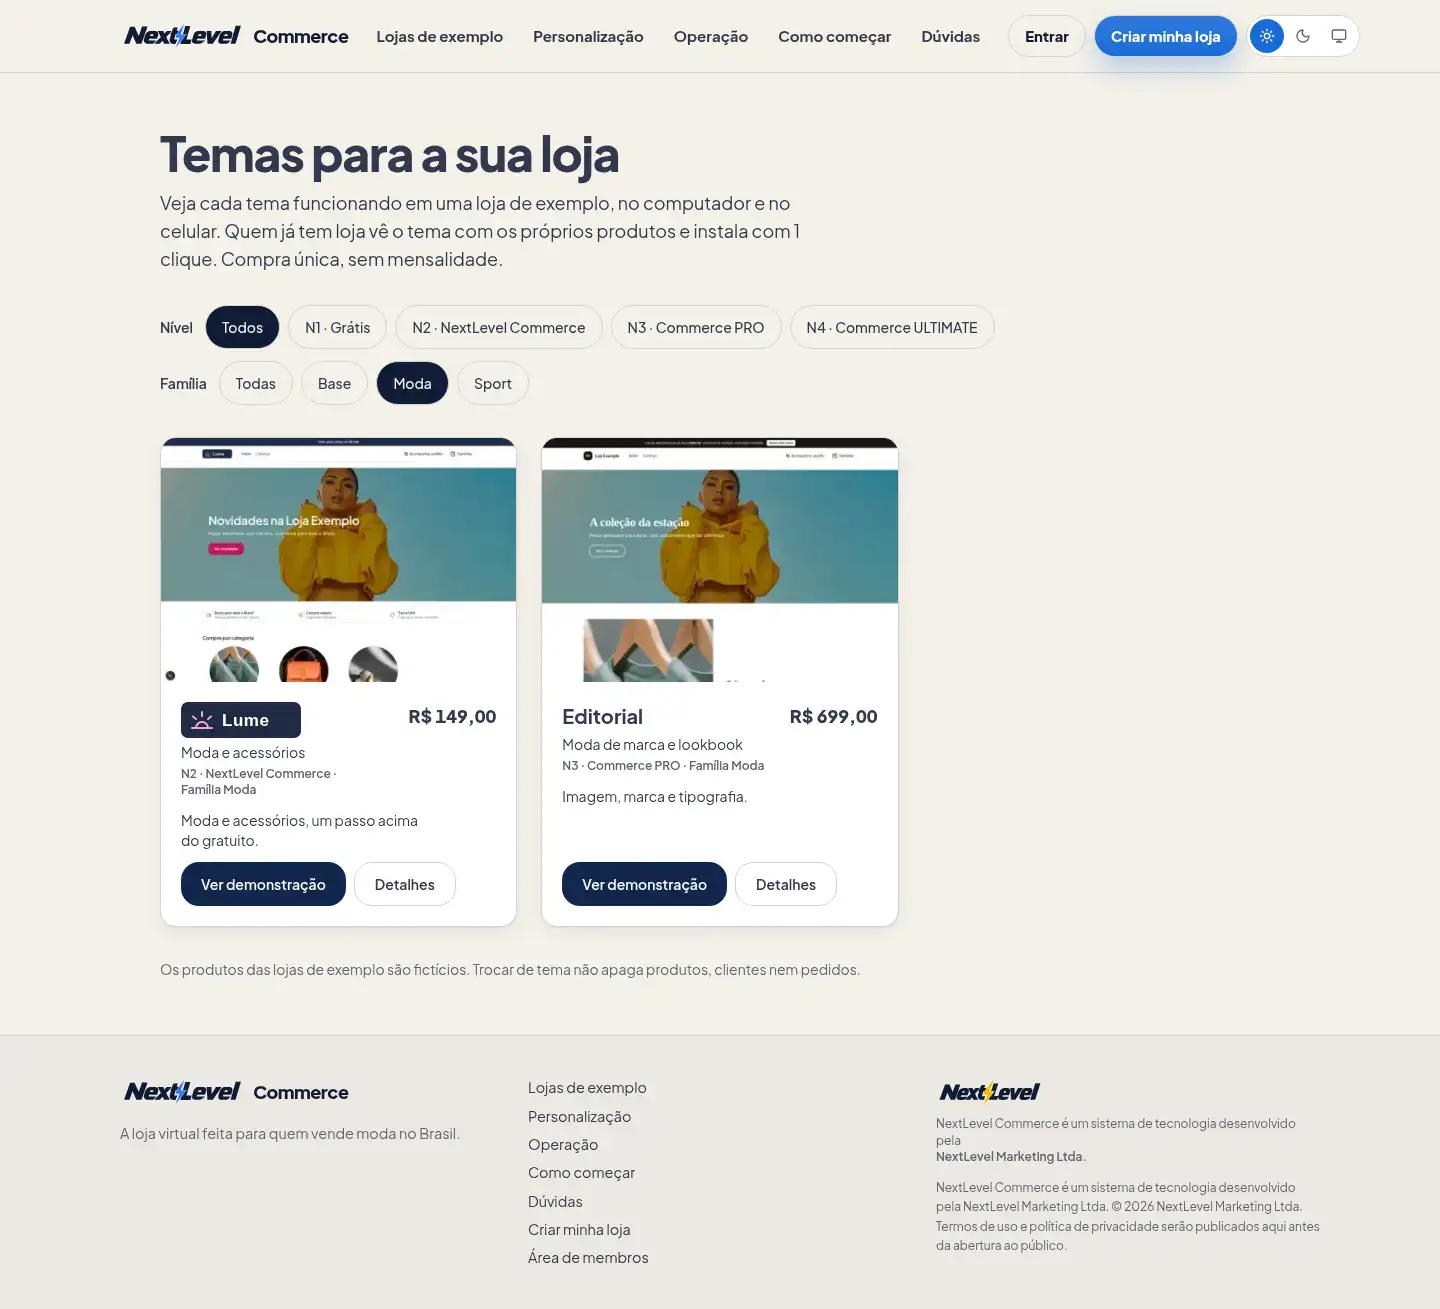 NextLevel Commerce
Lojas de exemplo
Personalização
Operação
Como começar
Dúvidas
Entrar
Criar minha loja
Temas para a sua loja
Veja cada tema funcionando em uma loja de exemplo, no computador e no
celular. Quem já tem loja vê o tema com os próprios produtos e instala com 1
clique. Compra única, sem mensalidade.
Nível
Todos
N1 · Grátis
N2 · NextLevel Commerce
N3 · Commerce PRO
N4 · Commerce ULTIMATE
Família
Todas
Base
Moda
Sport
Lume
Novidades na Loja Exemplo
Compre por categoria
Loja Exemplo
A coleção da estação
Lume
R$ 149,00
Moda e acessórios
N2 · NextLevel Commerce ·
Família Moda
Moda e acessórios, um passo acima
do gratuito.
Ver demonstração
Detalhes
Editorial
R$ 699,00
Moda de marca e lookbook
N3 · Commerce PRO · Família Moda
Imagem, marca e tipografia.
Ver demonstração
Detalhes
Os produtos das lojas de exemplo são fictícios. Trocar de tema não apaga produtos, clientes nem pedidos.
NextLevel Commerce
A loja virtual feita para quem vende moda no Brasil.
Lojas de exemplo
Personalização
Operação
Como começar
Dúvidas
Criar minha loja
Área de membros
NextLevel
NextLevel Commerce é um sistema de tecnologia desenvolvido
pela
NextLevel Marketing Ltda.
NextLevel Commerce é um sistema de tecnologia desenvolvido
pela NextLevel Marketing Ltda. © 2026 NextLevel Marketing Ltda.
Termos de uso e política de privacidade serão publicados aqui antes
da abertura ao público.